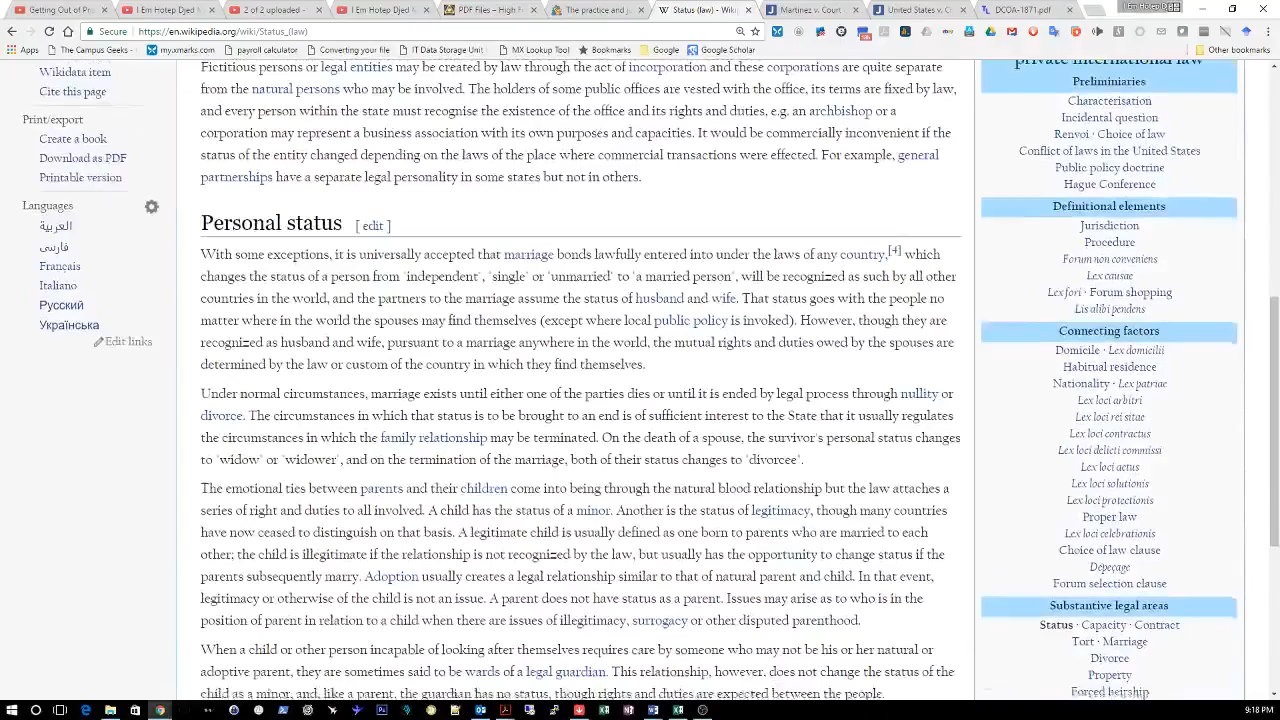 Getting Out of Pr
I Em Hotep Djed N
2 of 2 uploaded -
I Em Hotep Djed N
PDF Files – High F
The practice and ju
Status (law) - Wiki
Martinez v. Count
United States v. C
DCOA-1871.pdf
I Em Hotep Djed
Secure
https://en.wikipedia.org/wiki/Status_(law)
Apps
The Campus Geeks -
my.xmarks.com
payroll calculator
Converting your file
IT Data Storage Unit
MX Lookup Tool
Bookmarks
Google
Google Scholar
Other bookmarks
Wikidata item
Cite this page
Print/export
Create a book
Download as PDF
Printable version
Languages
العربية
فارسی
Français
Italiano
Русский
Українська
Edit links
Fictitious persons or legal entities may be created by law through the act of incorporation and these corporations are quite separate
from the natural persons who may be involved. The holders of some public offices are vested with the office, its terms are fixed by law,
and every person within the state must recognise the existence of the office and its rights and duties, e.g. an archbishop or a
corporation may represent a business association with its own purposes and capacities. It would be commercially inconvenient if the
status of the entity changed depending on the laws of the place where commercial transactions were effected. For example, general
partnerships have a separate legal personality in some states but not in others.
Personal status [ edit ]
With some exceptions, it is universally accepted that marriage bonds lawfully entered into under the laws of any country,[4] which
changes the status of a person from 'independent', 'single' or 'unmarried' to 'a married person', will be recognized as such by all other
countries in the world, and the partners to the marriage assume the status of husband and wife. That status goes with the people no
matter where in the world the spouses may find themselves (except where local public policy is invoked). However, though they are
recognized as husband and wife, pursuant to a marriage anywhere in the world, the mutual rights and duties owed by the spouses are
determined by the law or custom of the country in which they find themselves.
Under normal circumstances, marriage exists until either one of the parties dies or until it is ended by legal process through nullity or
divorce. The circumstances in which that status is to be brought to an end is of sufficient interest to the State that it usually regulates
the circumstances in which the family relationship may be terminated. On the death of a spouse, the survivor's personal status changes
to 'widow' or 'widower', and on the termination of the marriage, both of their status changes to 'divorcee'.
The emotional ties between parents and their children come into being through the natural blood relationship but the law attaches a
series of right and duties to all involved. A child has the status of a minor. Another is the status of legitimacy, though many countries
have now ceased to distinguish on that basis. A legitimate child is usually defined as one born to parents who are married to each
other; the child is illegitimate if the relationship is not recognized by the law, but usually has the opportunity to change status if the
parents subsequently marry. Adoption usually creates a legal relationship similar to that of natural parent and child. In that event,
legitimacy or otherwise of the child is not an issue. A parent does not have status as a parent. Issues may arise as to who is in the
position of parent in relation to a child when there are issues of illegitimacy, surrogacy or other disputed parenthood.
When a child or other person incapable of looking after themselves requires care by someone who may not be his or her natural or
adoptive parent, they are sometimes said to be wards of a legal guardian. This relationship, however, does not change the status of the
child as a minor, and, like a parent, the guardian has no status, though rights and duties are expected between the people.
private international law
Preliminiaries
Characterisation
Incidental question
Renvoi · Choice of law
Conflict of laws in the United States
Public policy doctrine
Hague Conference
Definitional elements
Jurisdiction
Procedure
Forum non conveniens
Lex causae
Lex fori · Forum shopping
Lis alibi pendens
Connecting factors
Domicile · Lex domicilii
Habitual residence
Nationality · Lex patriae
Lex loci arbitri
Lex loci rei sitae
Lex loci contractus
Lex loci delicti commissi
Lex loci actus
Lex loci solutionis
Lex loci protectionis
Proper law
Lex loci celebrationis
Choice of law clause
Dépeçage
Forum selection clause
Substantive legal areas
Status · Capacity · Contract
Tort · Marriage
Divorce
Property
Forced heirship
9:18 PM